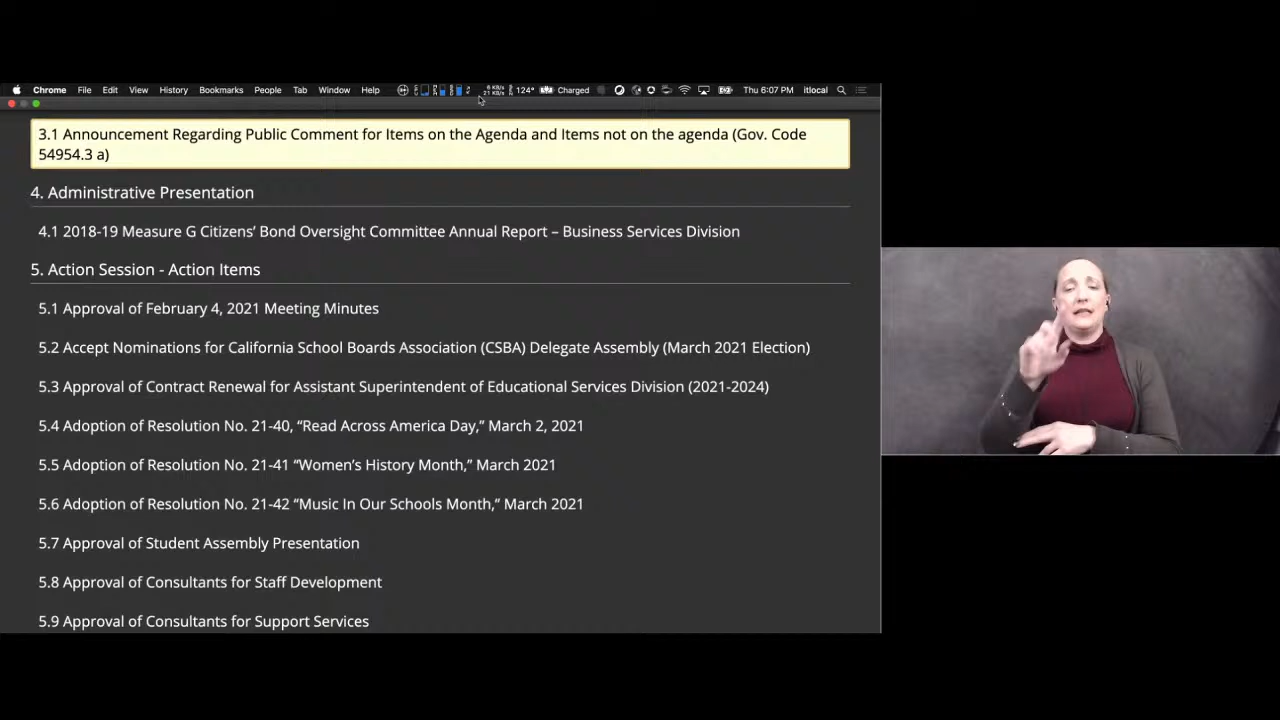 Chrome File Edit View History Bookmarks People Tab Window Help 124° Charged Thu 6:07 PM itlocal
3.1 Announcement Regarding Public Comment for Items on the Agenda and Items not on the agenda (Gov. Code
54954.3 a)
4. Administrative Presentation
4.1 2018-19 Measure G Citizens’ Bond Oversight Committee Annual Report – Business Services Division
5. Action Session - Action Items
5.1 Approval of February 4, 2021 Meeting Minutes
5.2 Accept Nominations for California School Boards Association (CSBA) Delegate Assembly (March 2021 Election)
5.3 Approval of Contract Renewal for Assistant Superintendent of Educational Services Division (2021-2024)
5.4 Adoption of Resolution No. 21-40, “Read Across America Day,” March 2, 2021
5.5 Adoption of Resolution No. 21-41 “Women’s History Month,” March 2021
5.6 Adoption of Resolution No. 21-42 “Music In Our Schools Month,” March 2021
5.7 Approval of Student Assembly Presentation
5.8 Approval of Consultants for Staff Development
5.9 Approval of Consultants for Support Services